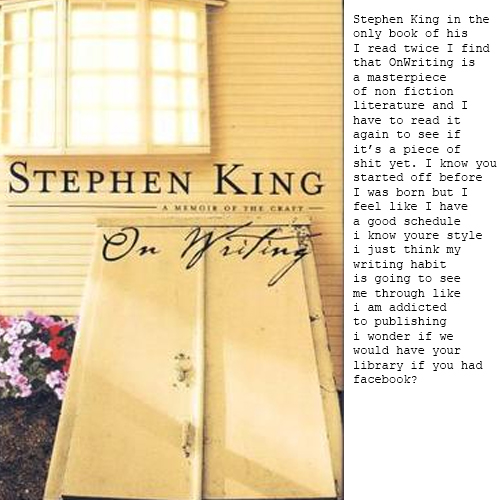 STEPHEN KING
A MEMOIR OF THE CRAFT
On Writing
Stephen King in the
only book of his
I read twice I find
that OnWriting is
a masterpiece
of non fiction
literature and I
have to read it
again to see if
it's a piece of
shit yet. I know you
started off before
I was born but I
feel like I have
a good schedule
i know youre style
i just think my
writing habit
is going to see
me through like
i am addicted
to publishing
i wonder if we
would have your
library if you had
facebook?